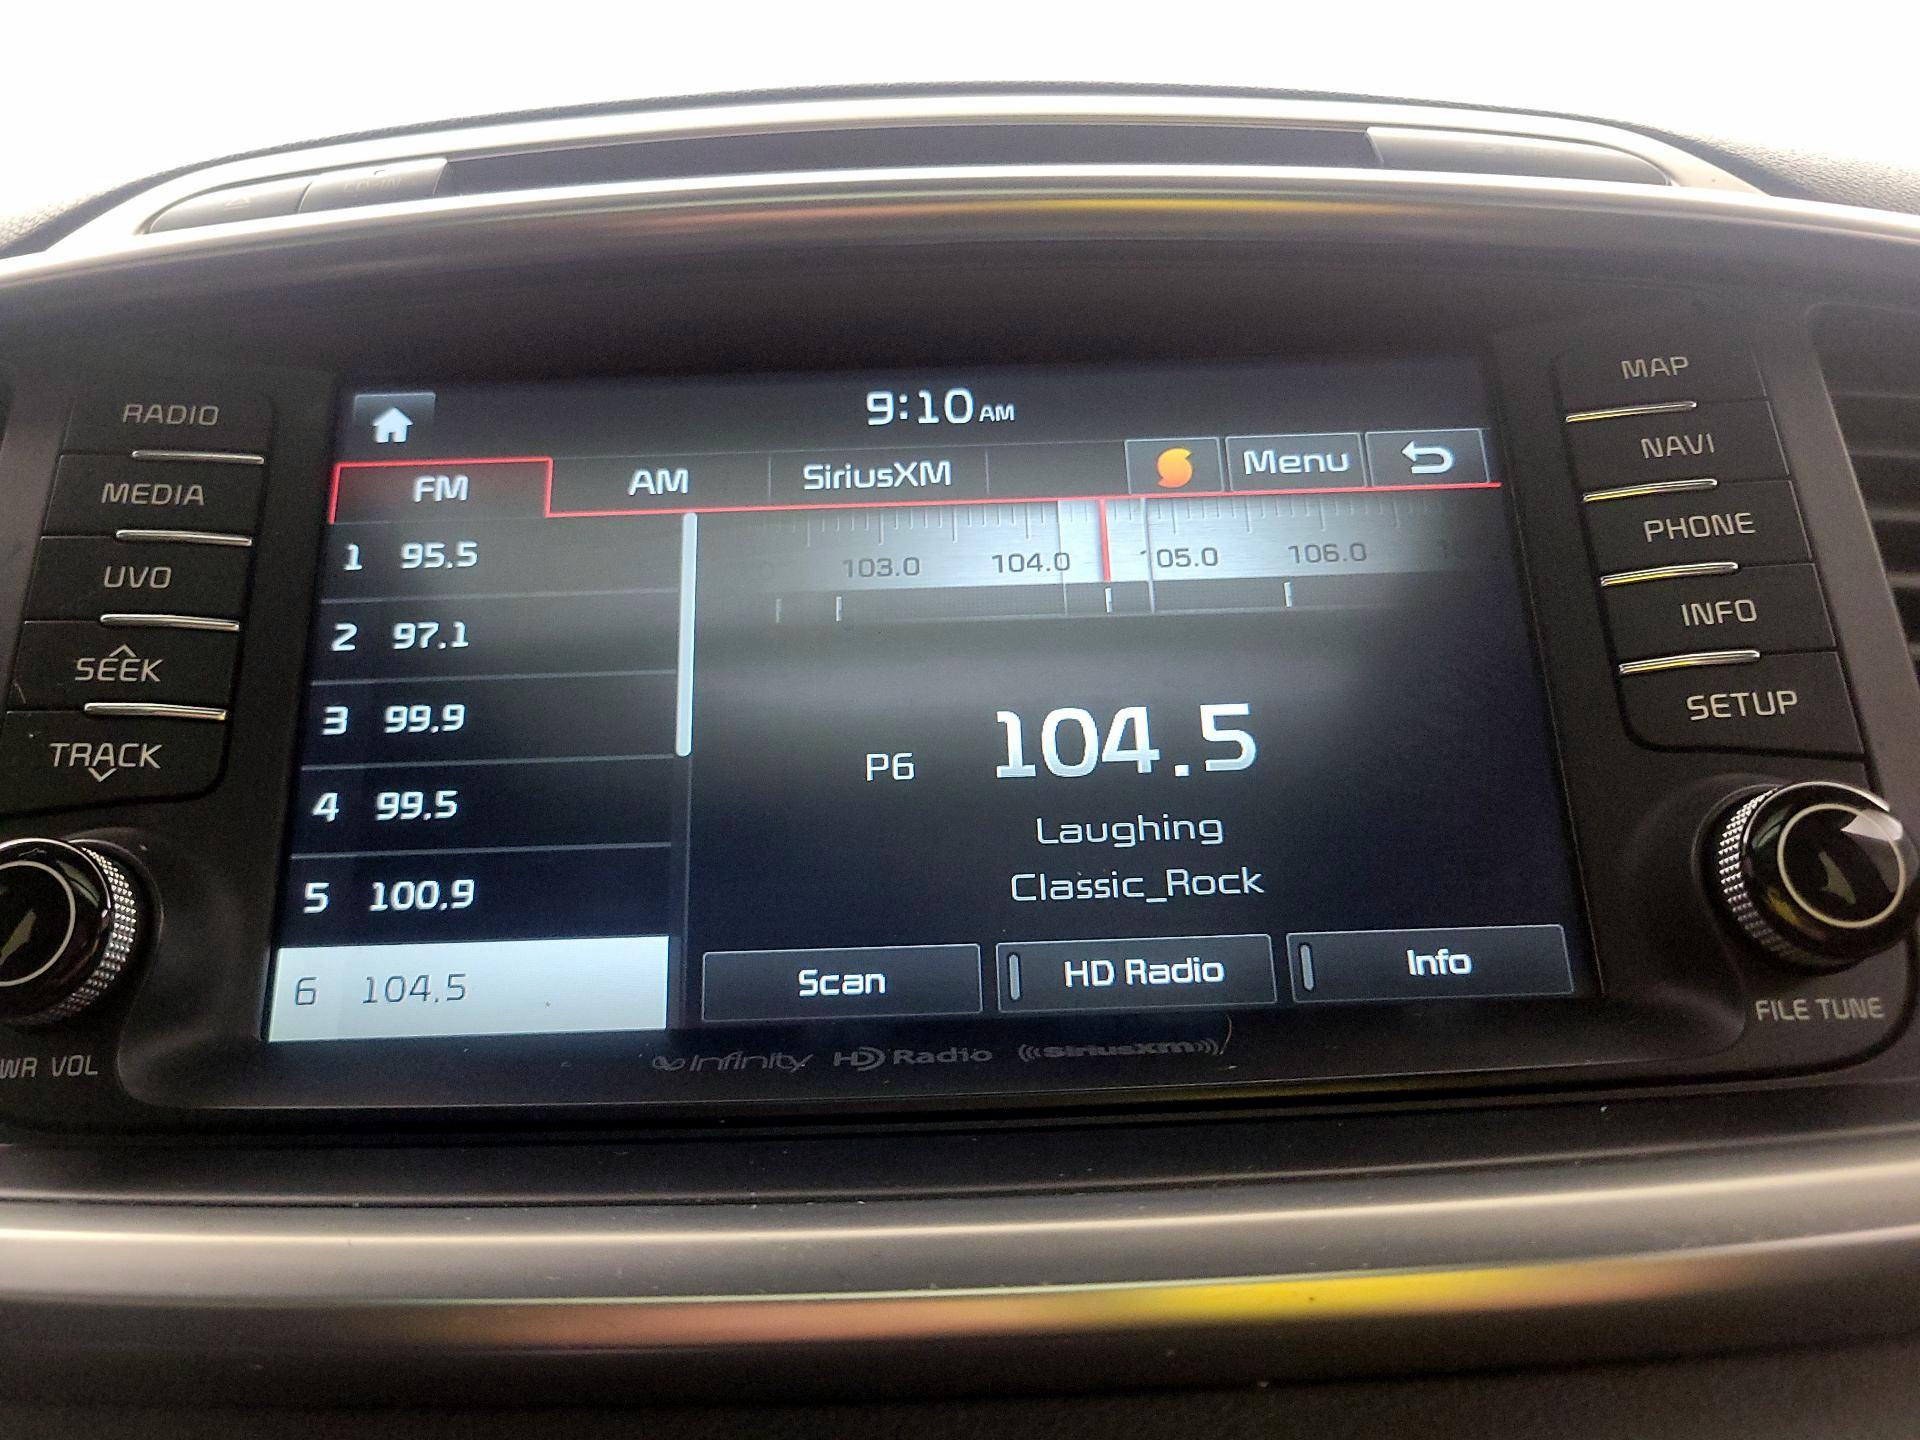 9:10 AM
FM AM SiriusXM Menu
103.0 104.0 105.0 106.0
1 95.5
2 97.1
3 99.9
4 99.5
5 100.9
6 104.5
P6 104.5
Laughing
Classic_Rock
Scan HD Radio Info
Infinity HD Radio ((SiriusXM))
RADIO
MEDIA
UVO
SEEK
TRACK
WR VOL
MAP
NAVI
PHONE
INFO
SETUP
FILE TUNE